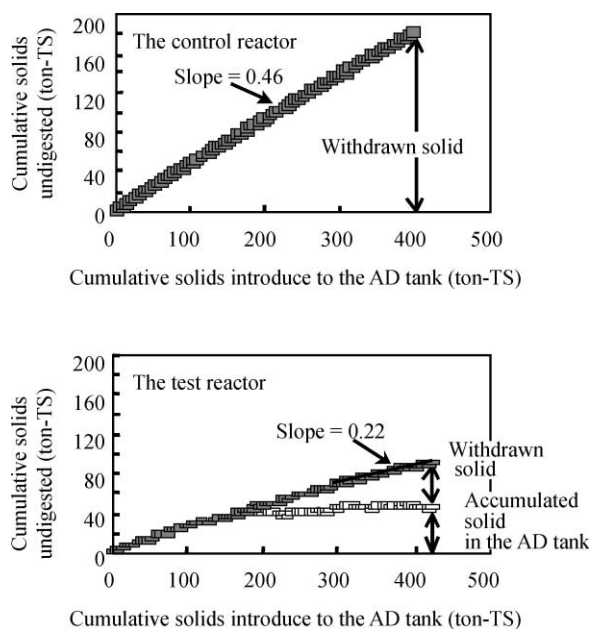 Cumulative solids
undigested (ton-TS)
200
160
120
80
40
0
The control reactor
Slope = 0.46
Withdrawn solid
0 100 200 300 400 500
Cumulative solids introduce to the AD tank (ton-TS)
Cumulative solids
undigested (ton-TS)
200
160
120
80
40
0
The test reactor
Slope = 0.22
Withdrawn
solid
Accumulated
solid
in the AD tank
0 100 200 300 400 500
Cumulative solids introduce to the AD tank (ton-TS)